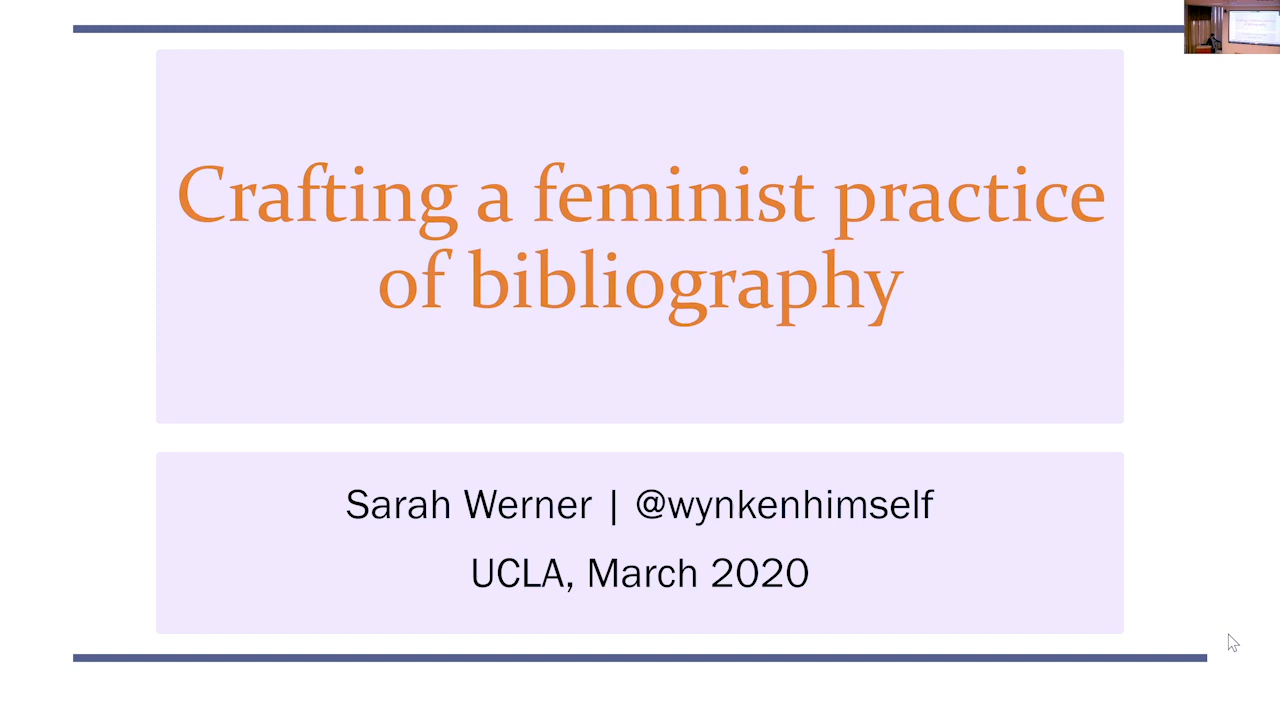 Crafting a feminist practice
of bibliography
Sarah Werner | @wynkenhimself
UCLA, March 2020